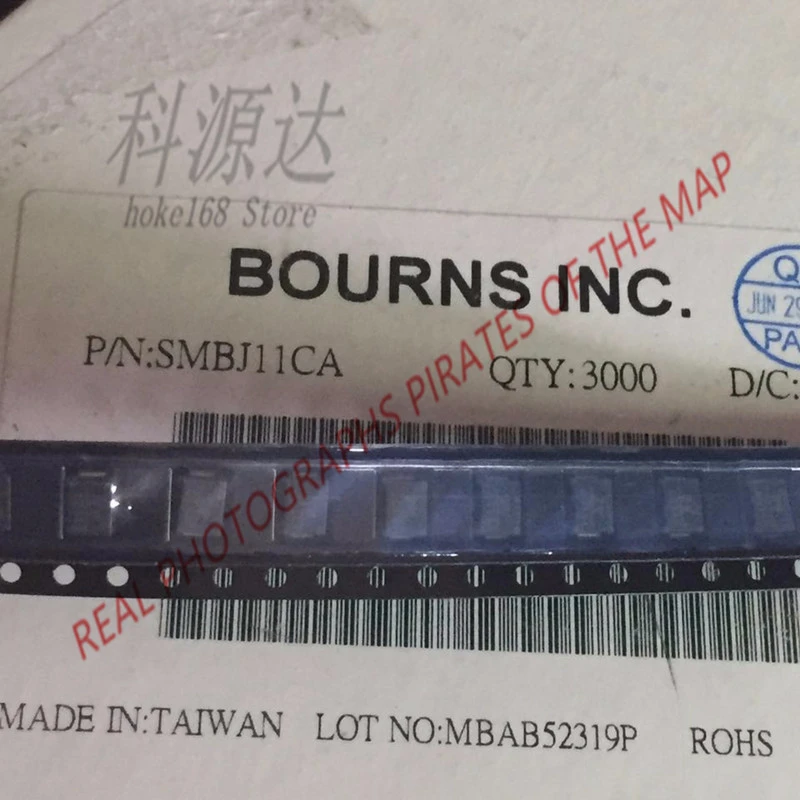 科源达
hoke168 Store
BOURNS INC.
JUN 29
P/N:SMBJ11CA QTY:3000 D/C:
REAL PHOTOGRAPHS PIRATES OF THE MAP
MADE IN:TAIWAN LOT NO:MBAB52319P ROHS